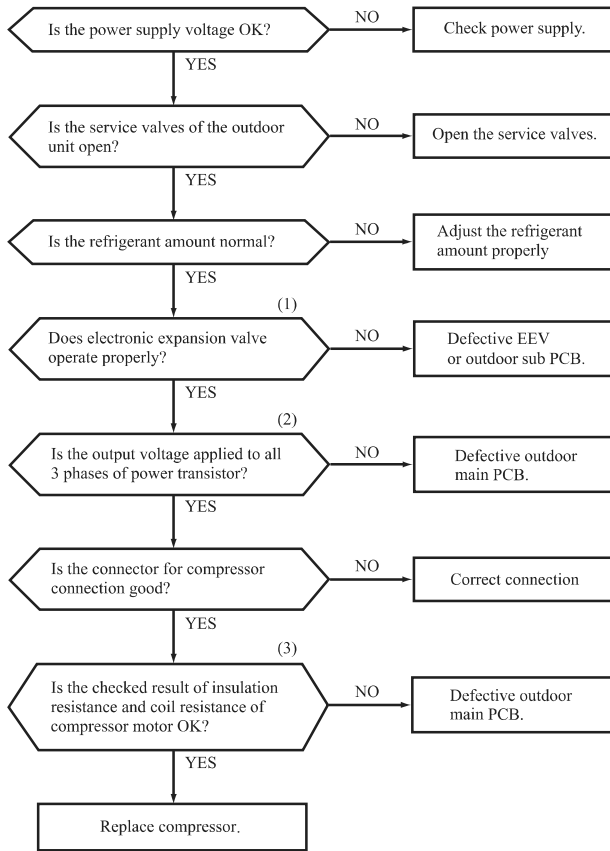 Is the power supply voltage OK?
NO
Check power supply.
YES
Is the service valves of the outdoor
unit open?
NO
Open the service valves.
YES
Is the refrigerant amount normal?
NO
Adjust the refrigerant
amount properly
YES
(1)
Does electronic expansion valve
operate properly?
NO
Defective EEV
or outdoor sub PCB.
YES
(2)
Is the output voltage applied to all
3 phases of power transistor?
NO
Defective outdoor
main PCB.
YES
Is the connector for compressor
connection good?
NO
Correct connection
YES
(3)
Is the checked result of insulation
resistance and coil resistance of
compressor motor OK?
NO
Defective outdoor
main PCB.
YES
Replace compressor.